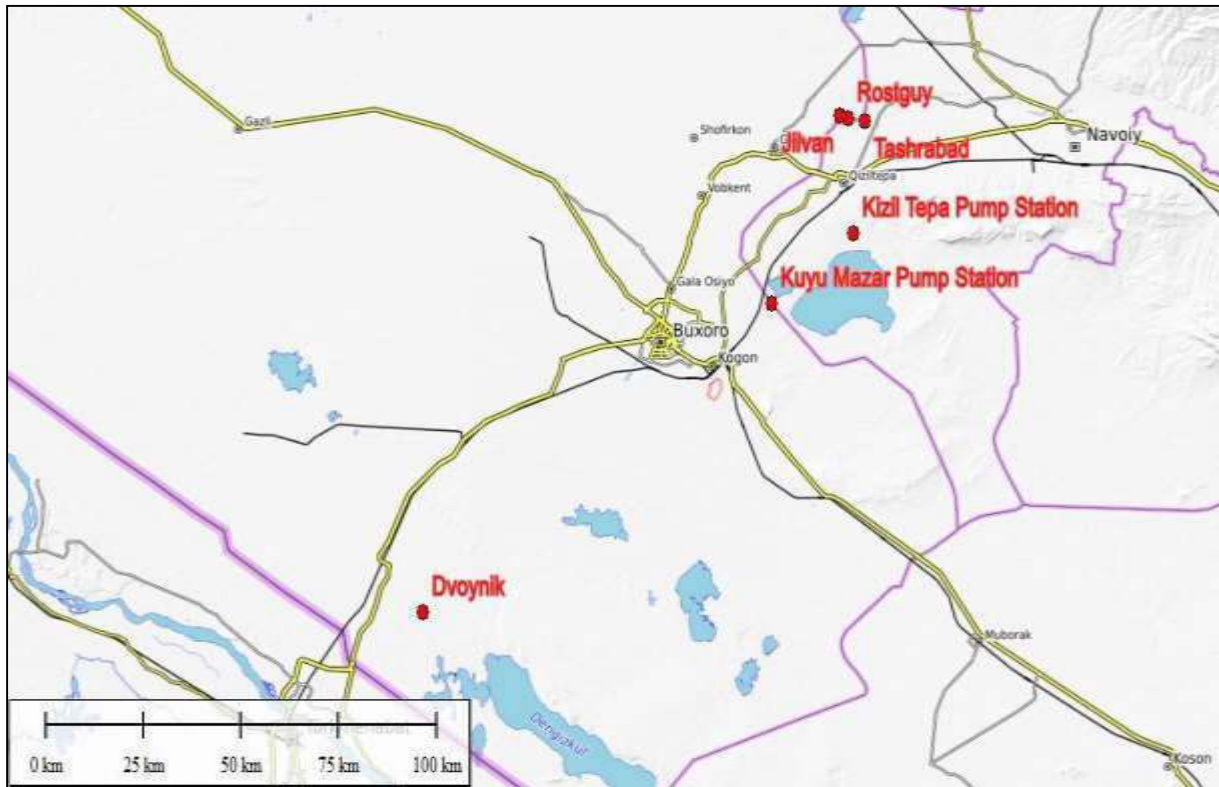 Rostguy
Gazli
Shofirkon
Navoiy
Jilvan
Tashrabad
Qiziltepa
Vobkent
Kizil Tepa Pump Station
Gala Osiyo
Kuyu Mazar Pump Station
Buxoro
Kogon
Dvoynik
Muborak
Dengizkul
Koson
0 km 25 km 50 km 75 km 100 km